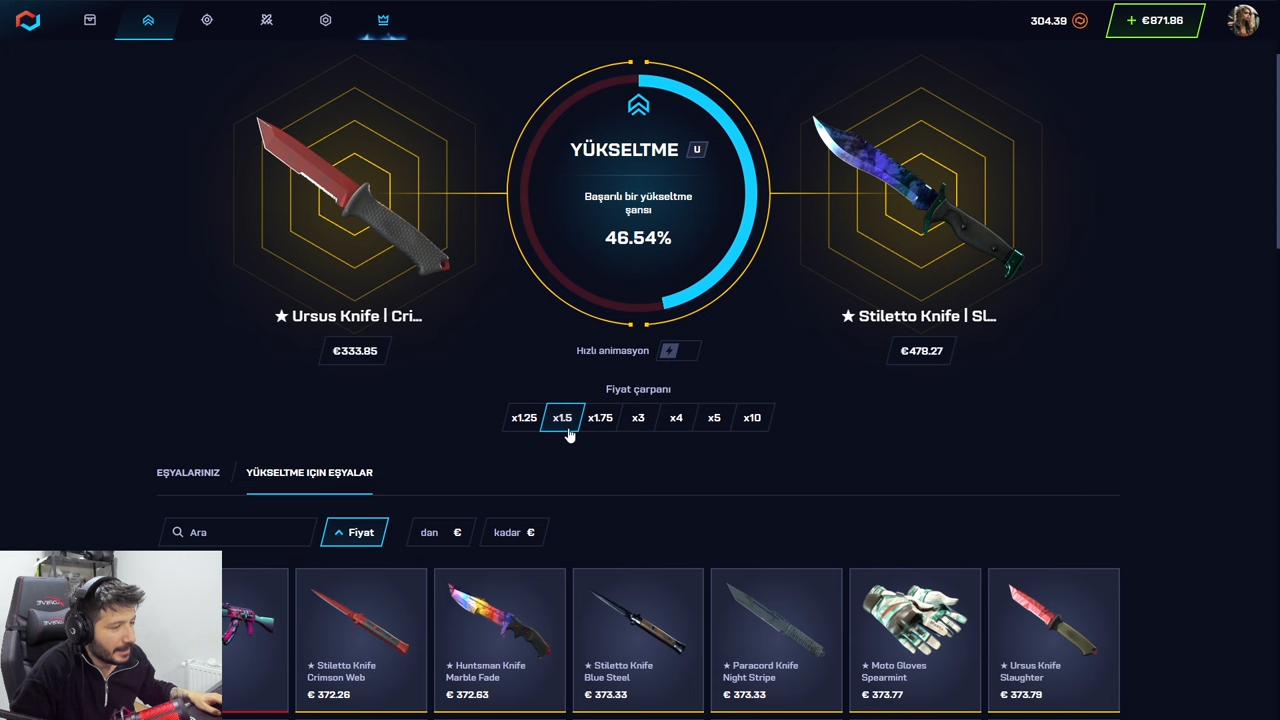 304.39
+ €871.86
YÜKSELTME U
Başarılı bir yükseltme
şansı
46.54%
★ Ursus Knife | Cri...
★ Stiletto Knife | SL...
€333.85
€478.27
Hızlı animasyon
Fiyat çarpanı
x1.25 x1.5 x1.75 x3 x4 x5 x10
EŞYALARINIZ YÜKSELTME IÇIN EŞYALAR
Ara
Fiyat
dan €
kadar €
★ Stiletto Knife
Crimson Web
€ 372.26
★ Huntsman Knife
Marble Fade
€ 372.63
★ Stiletto Knife
Blue Steel
€ 373.33
★ Paracord Knife
Night Stripe
€ 373.33
★ Moto Gloves
Spearmint
€ 373.77
★ Ursus Knife
Slaughter
€ 373.79